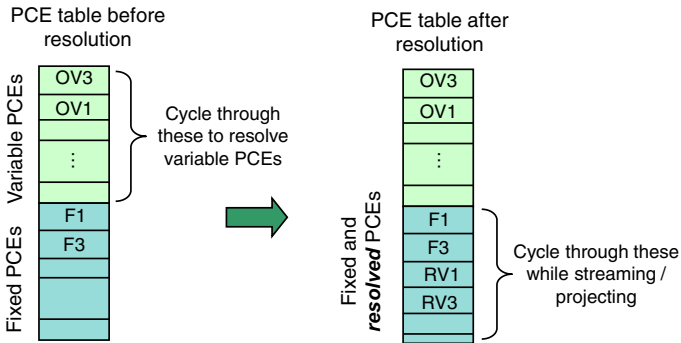 PCE table before
resolution
Variable PCEs
OV3
OV1
⋮
Cycle through
these to resolve
variable PCEs
Fixed PCEs
F1
F3
PCE table after
resolution
OV3
OV1
⋮
Fixed and
resolved PCEs
F1
F3
RV1
RV3
Cycle through these
while streaming /
projecting